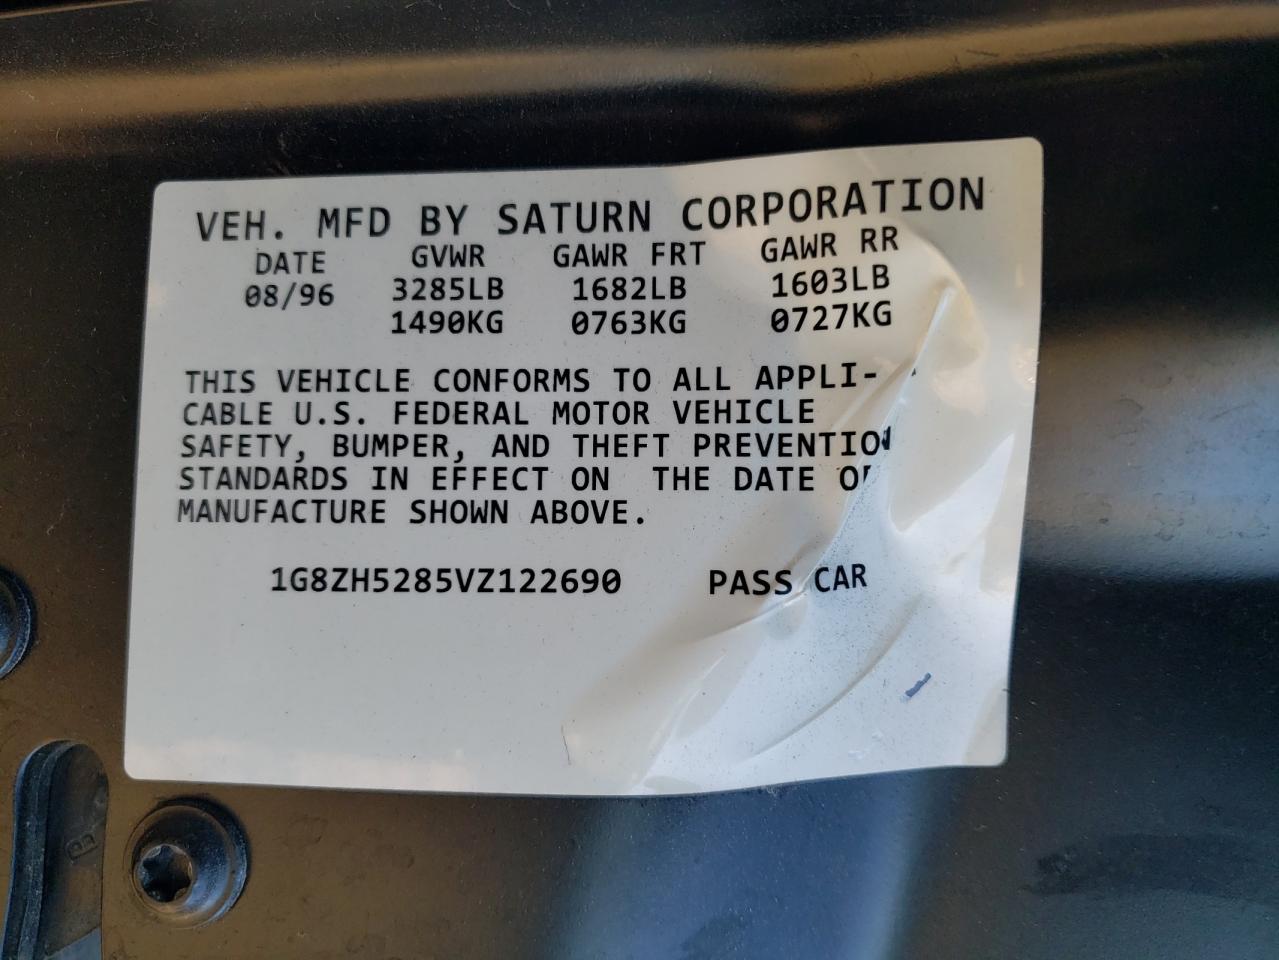 VEH. MFD BY SATURN CORPORATION
DATE GVWR GAWR FRT GAWR RR
08/96 3285LB 1682LB 1603LB
1490KG 0763KG 0727KG
THIS VEHICLE CONFORMS TO ALL APPLI-
CABLE U.S. FEDERAL MOTOR VEHICLE
SAFETY, BUMPER, AND THEFT PREVENTION
STANDARDS IN EFFECT ON THE DATE OF
MANUFACTURE SHOWN ABOVE.
1G8ZH5285VZ122690 PASS CAR